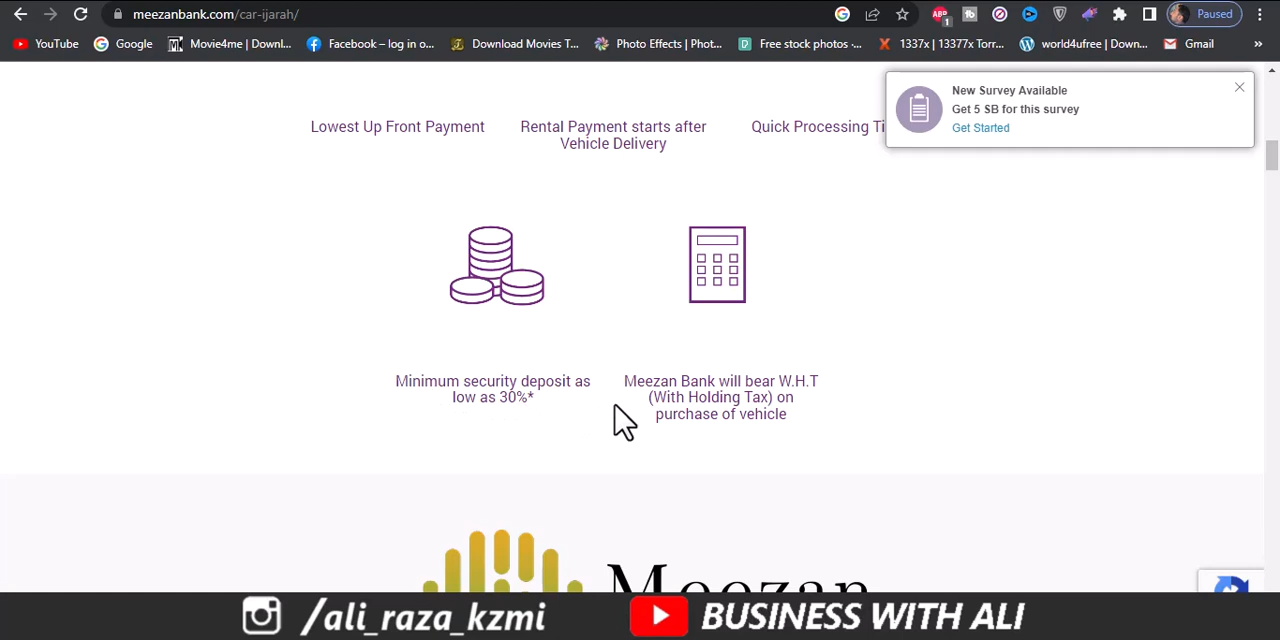 meezanbank.com/car-ijarah/
1
Paused
YouTube
Google
Movie4me | Downl...
Facebook – log in o...
Download Movies T...
Photo Effects | Phot...
Free stock photos -...
1337x | 13377x Torr...
world4ufree | Down...
Gmail
»
New Survey Available
Get 5 SB for this survey
Get Started
Lowest Up Front Payment
Rental Payment starts after
Vehicle Delivery
Quick Processing Ti
Minimum security deposit as
low as 30%*
Meezan Bank will bear W.H.T
(With Holding Tax) on
purchase of vehicle
Meezan
/ali_raza_kzmi
BUSINESS WITH ALI